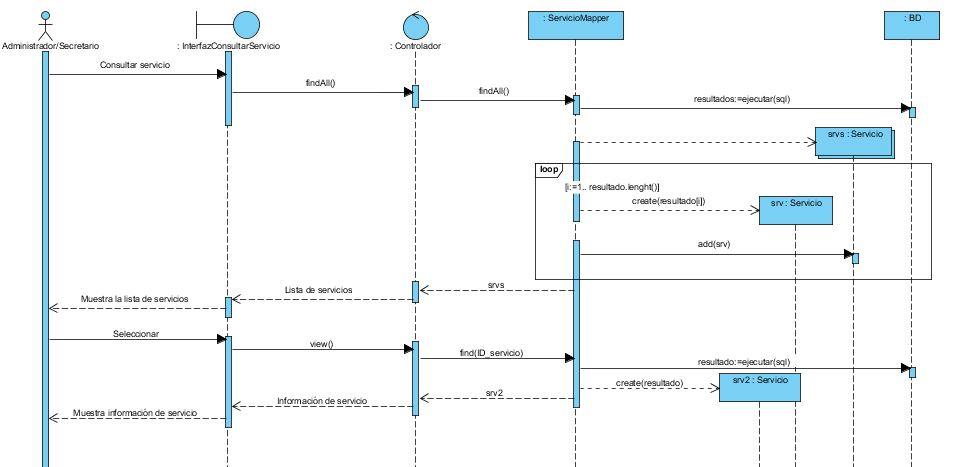 : ServicioMapper
: BD
Administrador/Secretario
: InterfazConsultarServicio
: Controlador
Consultar servicio
findAll()
findAll()
resultados:=ejecutar(sql)
srvs : Servicio
loop
[i:=1.. resultado.lenght()]
create(resultado[i])
srv : Servicio
add(srv)
srvs
Lista de servicios
Muestra la lista de servicios
Seleccionar
view()
find(ID_servicio)
resultado:=ejecutar(sql)
create(resultado)
srv2 : Servicio
srv2
Información de servicio
Muestra información de servicio